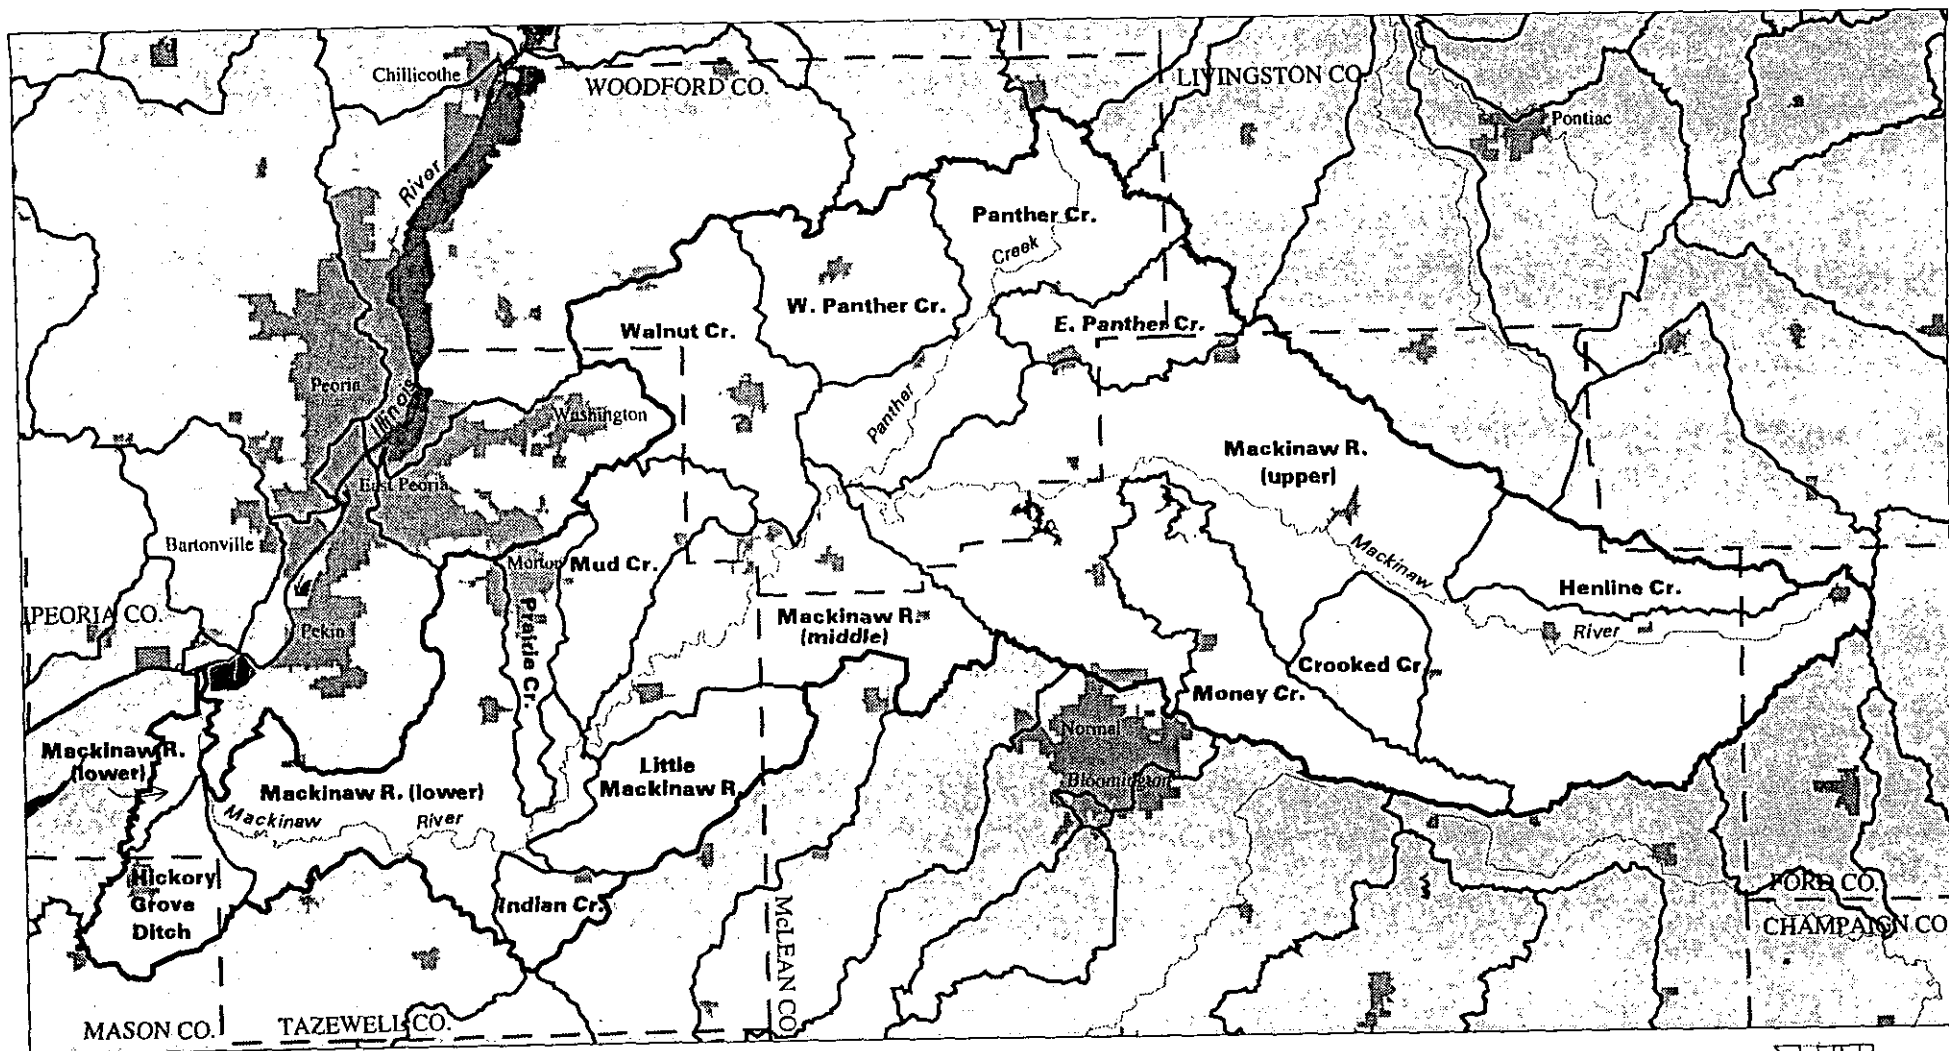 Chillicothe
WOODFORD CO.
LIVINGSTON CO.
Pontiac
River
Panther Cr.
Creek
W. Panther Cr.
Walnut Cr.
E. Panther Cr.
Peoria
Illinois
Washington
Panther
Mackinaw R.
(upper)
East Peoria
Bartonville
Morton
Mud Cr.
Mackinaw
Henline Cr.
PEORIA CO.
Pekin
Prairie Cr.
Mackinaw R.
(middle)
River
Crooked Cr.
Money Cr.
Normal
Bloomington
Mackinaw R.
(lower)
Little
Mackinaw R.
Mackinaw R. (lower)
Mackinaw
River
Hickory
Grove
Ditch
Indian Cr.
FORD CO.
CHAMPAIGN CO
McLEAN CO.
MASON CO.
TAZEWELL CO.